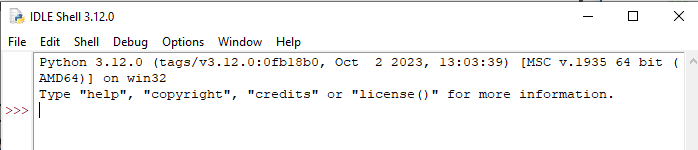 IDLE Shell 3.12.0
File Edit Shell Debug Options Window Help
Python 3.12.0 (tags/v3.12.0:0fb18b0, Oct  2 2023, 13:03:39) [MSC v.1935 64 bit (
AMD64)] on win32
Type "help", "copyright", "credits" or "license()" for more information.
>>>